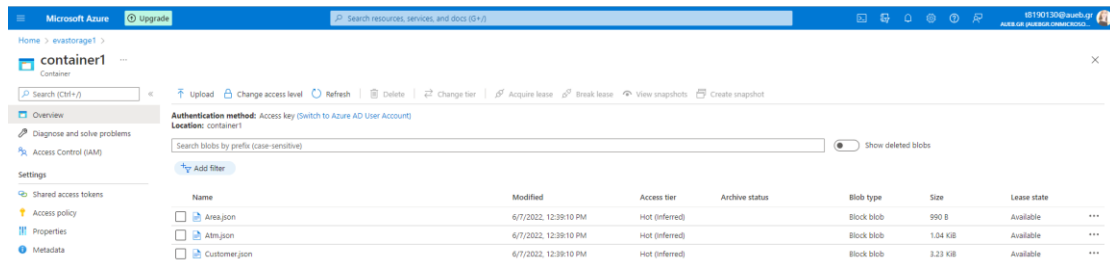 Microsoft Azure Upgrade Search resources, services, and docs (G+/) t8190130@aueb.gr
AUEB.GR (AUEBGR.ONMICROSO...
Home > evastorage1 >
container1 ...
Container
Search (Ctrl+/) «
Upload Change access level Refresh Delete Change tier Acquire lease Break lease View snapshots Create snapshot
Overview
Authentication method: Access key (Switch to Azure AD User Account)
Location: container1
Diagnose and solve problems
Access Control (IAM)
Search blobs by prefix (case-sensitive) Show deleted blobs
Add filter
Settings
Shared access tokens
Access policy
Properties
Metadata
Name Modified Access tier Archive status Blob type Size Lease state
Area.json 6/7/2022, 12:39:10 PM Hot (Inferred) Block blob 990 B Available ...
Atm.json 6/7/2022, 12:39:10 PM Hot (Inferred) Block blob 1.04 KiB Available ...
Customer.json 6/7/2022, 12:39:10 PM Hot (Inferred) Block blob 3.23 KiB Available ...